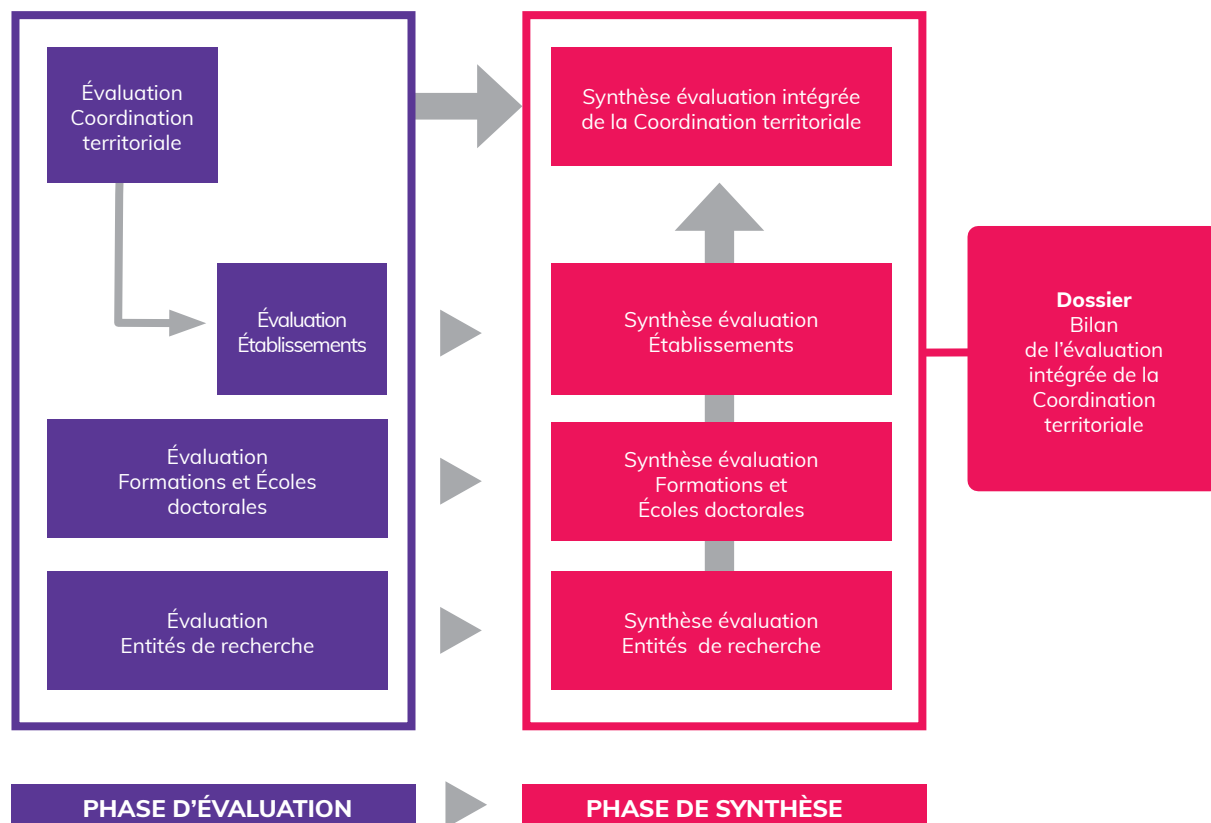 Évaluation
Coordination
territoriale
Évaluation
Établissements
Évaluation
Formations et Écoles
doctorales
Évaluation
Entités de recherche
Synthèse évaluation intégrée
de la Coordination territoriale
Synthèse évaluation
Établissements
Synthèse évaluation
Formations et
Écoles doctorales
Synthèse évaluation
Entités de recherche
Dossier
Bilan
de l’évaluation
intégrée de la
Coordination
territoriale
PHASE D’ÉVALUATION
PHASE DE SYNTHÈSE